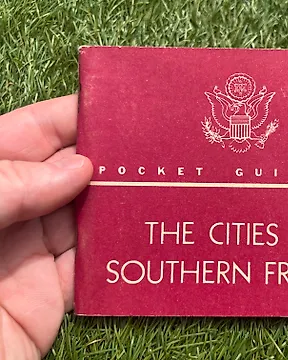 POCKET GUI
THE CITIES
SOUTHERN FR